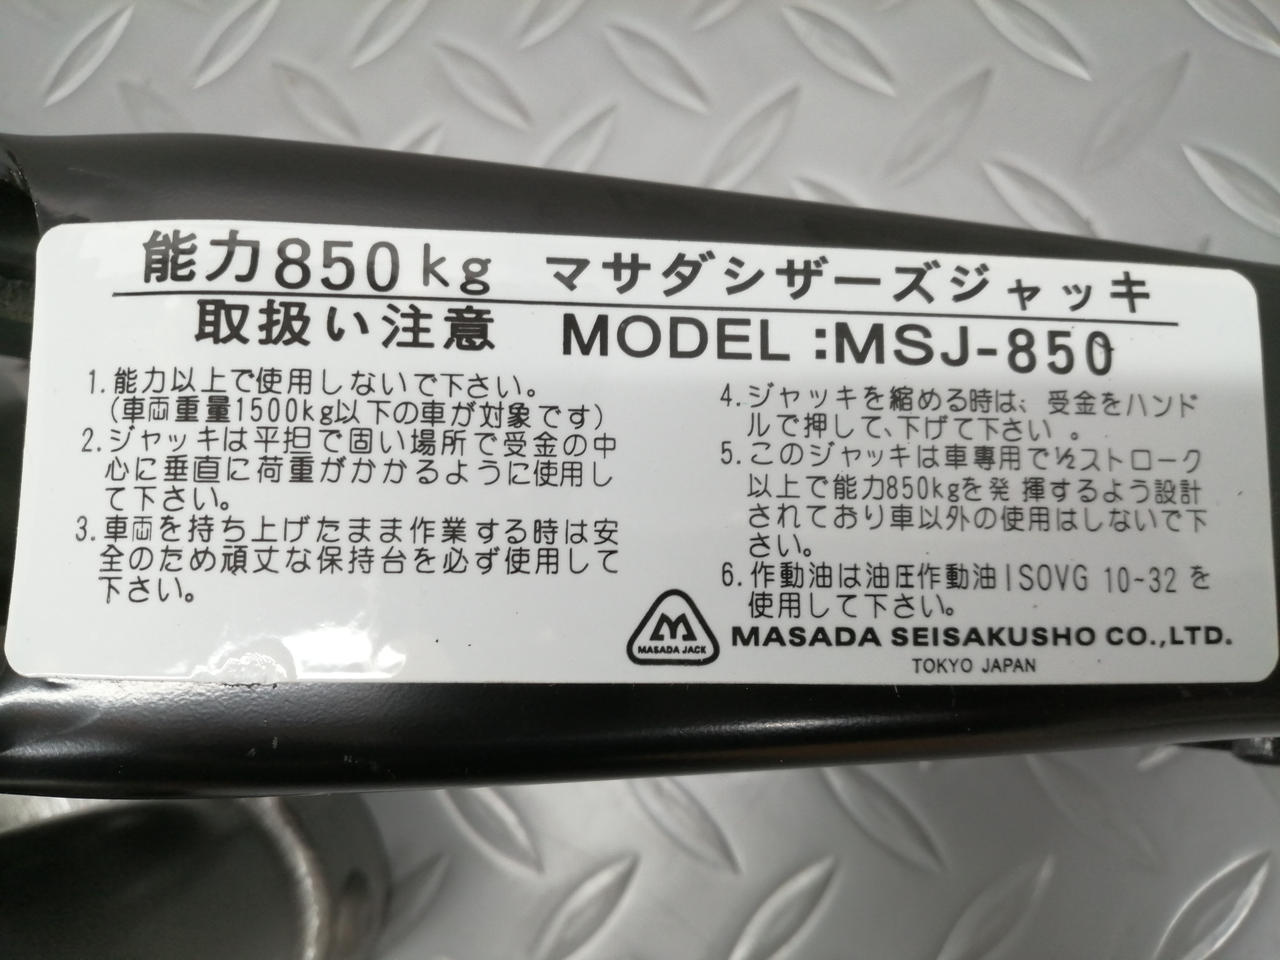 能力850kg マサダシザーズジャッキ
取扱い注意 MODEL:MSJ-850
1.能力以上で使用しないで下さい。
(車両重量1500kg以下の車が対象です)
2.ジャッキは平担で固い場所で受金の中
心に垂直に荷重がかかるように使用し
て下さい。
3.車両を持ち上げたまま作業する時は安
全のため頑丈な保持台を必ず使用して
下さい。
4.ジャッキを縮める時は、受金をハンド
ルで押して、下げて下さい。
5.このジャッキは車専用で½ストローク
以上で能力850kgを発揮するよう設計
されており車以外の使用はしないで下
さい。
6.作動油は油圧作動油ISOVG 10-32を
使用して下さい。
MASADA JACK
MASADA SEISAKUSHO CO.,LTD.
TOKYO JAPAN